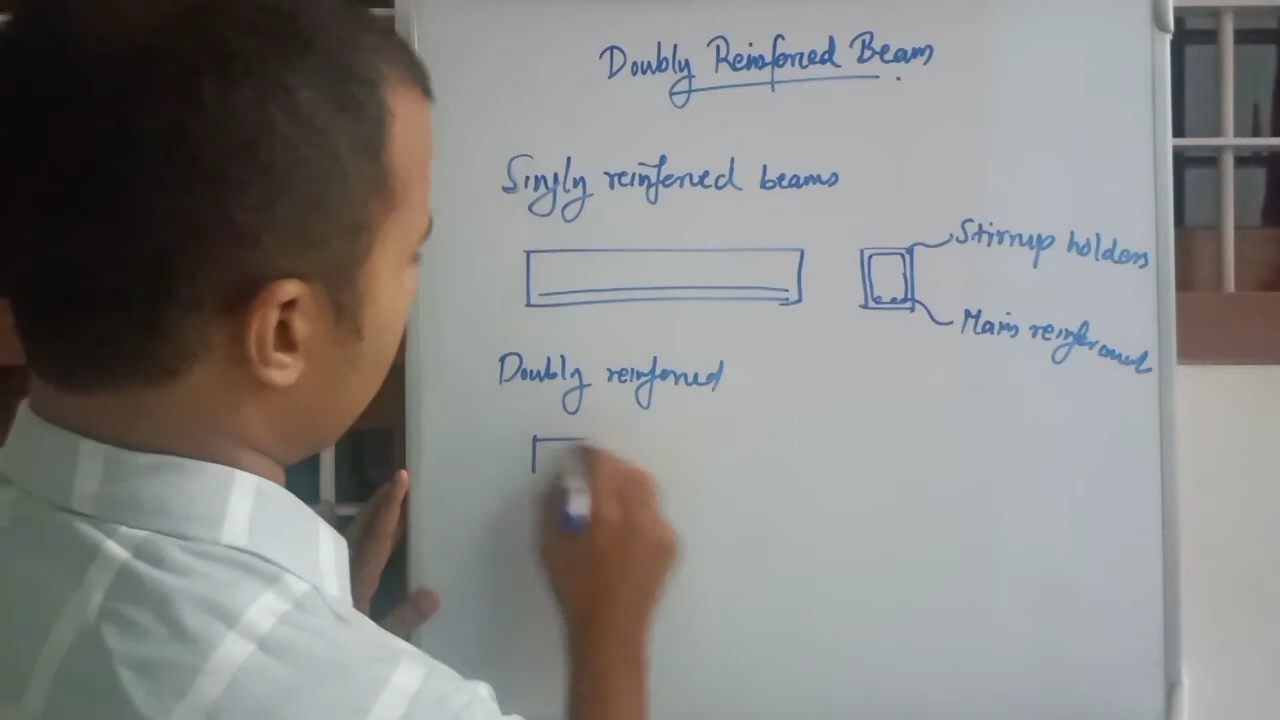 Doubly Reinforced Beam
Singly reinforced beams
Stirrup holders
Main reinforcement
Doubly reinforced